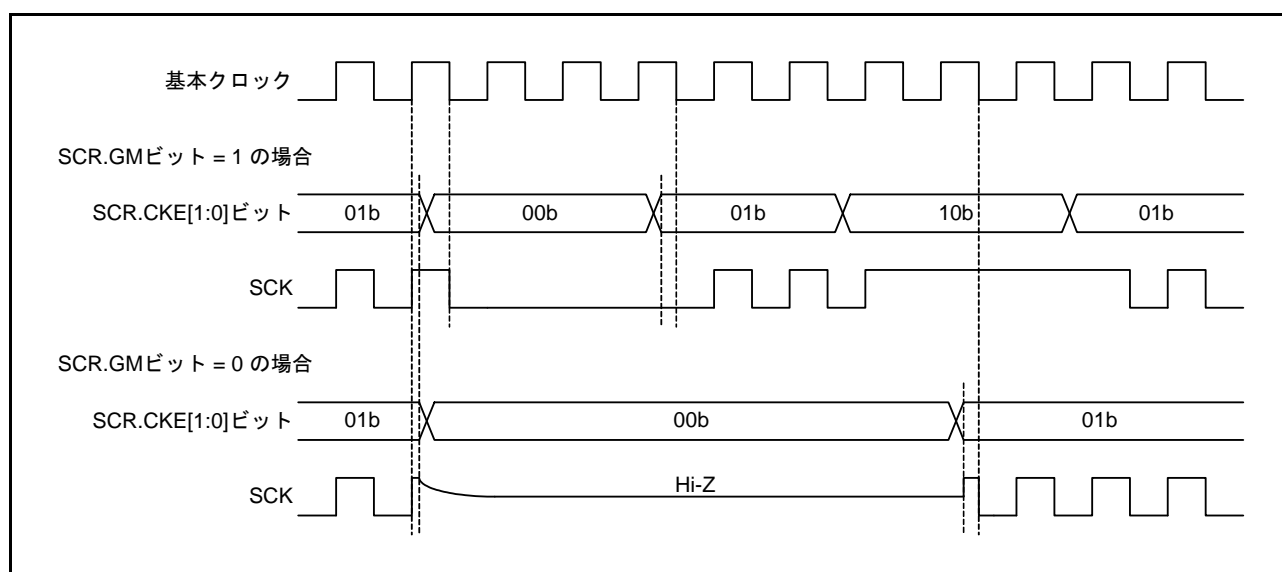 基本クロック
SCR.GMビット = 1 の場合
SCR.CKE[1:0]ビット 01b 00b 01b 10b 01b
SCK
SCR.GMビット = 0 の場合
SCR.CKE[1:0]ビット 01b 00b 01b
SCK Hi-Z